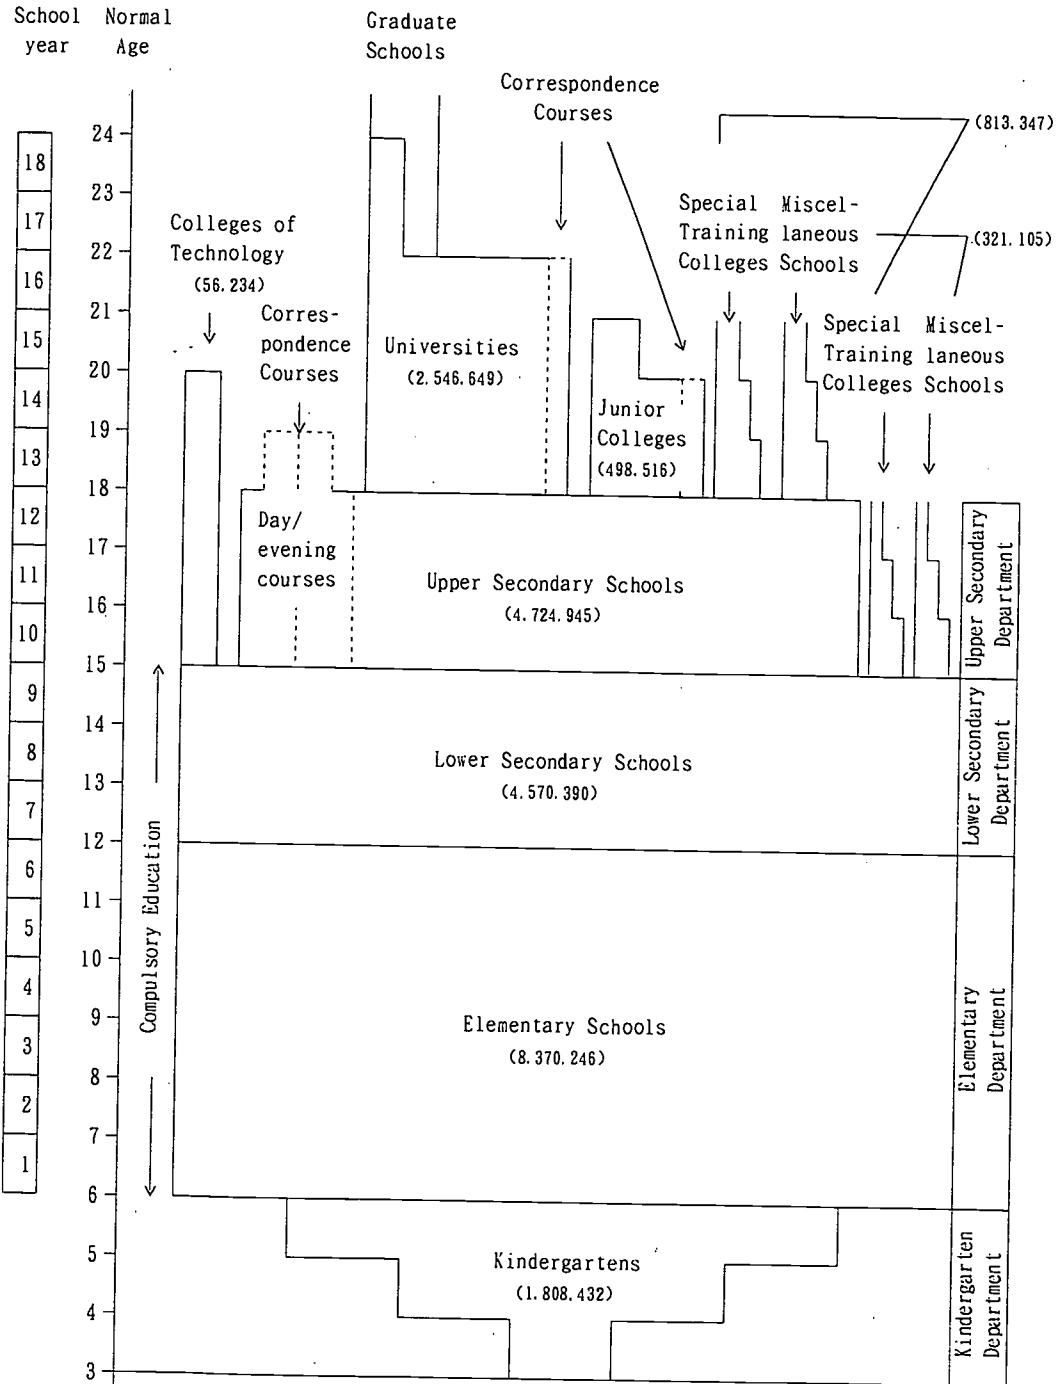 School Normal
year Age
Graduate
Schools
Correspondence
Courses
(813.347)
(321.105)
Special Miscel-
Training laneous
Colleges Schools
Special Miscel-
Training laneous
Colleges Schools
Colleges of
Technology
(56.234)
Corres-
pondence
Courses
Universities
(2.546.649)
Junior
Colleges
(498.516)
Day/
evening
courses
Upper Secondary Schools
(4.724.945)
Upper Secondary
Department
Lower Secondary Schools
(4.570.390)
Lower Secondary
Department
Compulsory Education
Elementary Schools
(8.370.246)
Elementary
Department
Kindergartens
(1.808.432)
Kindergarten
Department
18
17
16
15
14
13
12
11
10
9
8
7
6
5
4
3
2
1
24
23
22
21
20
19
18
17
16
15
14
13
12
11
10
9
8
7
6
5
4
3